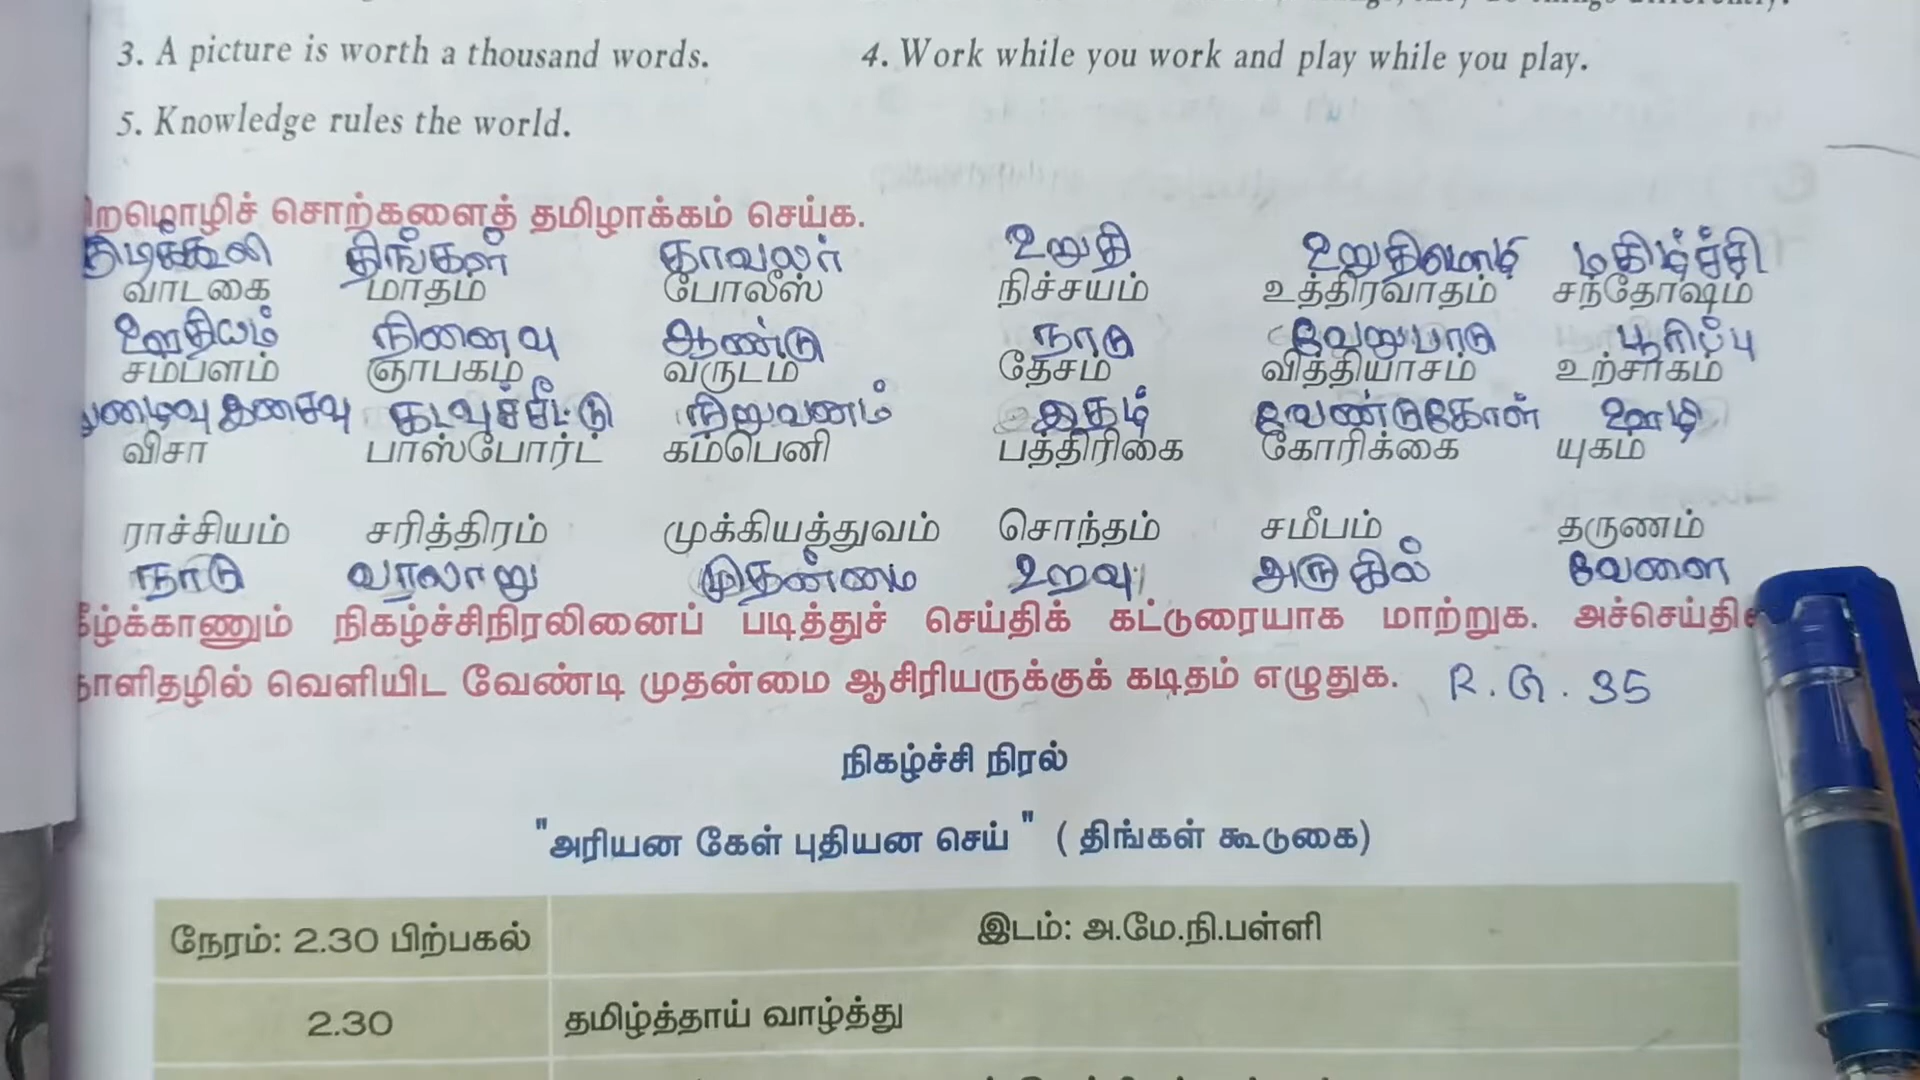 3. A picture is worth a thousand words. 4. Work while you work and play while you play.
5. Knowledge rules the world.
றமொழிச் சொற்களைத் தமிழாக்கம் செய்க.
குடிக்கூலி திங்கள் காவலர் உறுதி உறுதிமொழி மகிழ்ச்சி
வாடகை மாதம் போலீஸ் நிச்சயம் உத்திரவாதம் சந்தோஷம்
ஊதியம் நினைவு ஆண்டு நாடு வேறுபாடு பூரிப்பு
சம்பளம் ஞாபகம் வருடம் தேசம் வித்தியாசம் உற்சாகம்
நுழைவு இசைவு கடவுச்சீட்டு நிறுவனம் இதழ் வேண்டுகோள் ஊழி
விசா பாஸ்போர்ட் கம்பெனி பத்திரிகை கோரிக்கை யுகம்
ராச்சியம் சரித்திரம் முக்கியத்துவம் சொந்தம் சமீபம் தருணம்
நாடு வரலாறு முதன்மை உறவு அருகில் வேளை
கீழ்க்காணும் நிகழ்ச்சிநிரலினைப் படித்துச் செய்திக் கட்டுரையாக மாற்றுக. அச்செய்தி
நாளிதழில் வெளியிட வேண்டி முதன்மை ஆசிரியருக்குக் கடிதம் எழுதுக. R.G. 35
நிகழ்ச்சி நிரல்
"அரியன கேள் புதியன செய் " ( திங்கள் கூடுகை)
நேரம்: 2.30 பிற்பகல் இடம்: அ.மே.நி.பள்ளி
2.30 தமிழ்த்தாய் வாழ்த்து